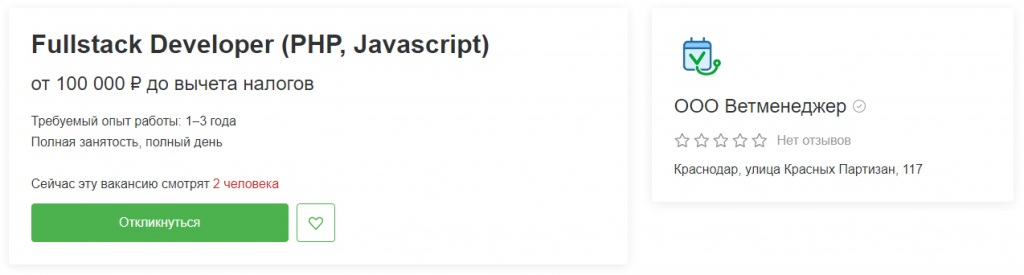 Fullstack Developer (PHP, Javascript)
от 100 000 ₽ до вычета налогов
Требуемый опыт работы: 1–3 года
Полная занятость, полный день
Сейчас эту вакансию смотрят 2 человека
Откликнуться
ООО Ветменеджер
Нет отзывов
Краснодар, улица Красных Партизан, 117